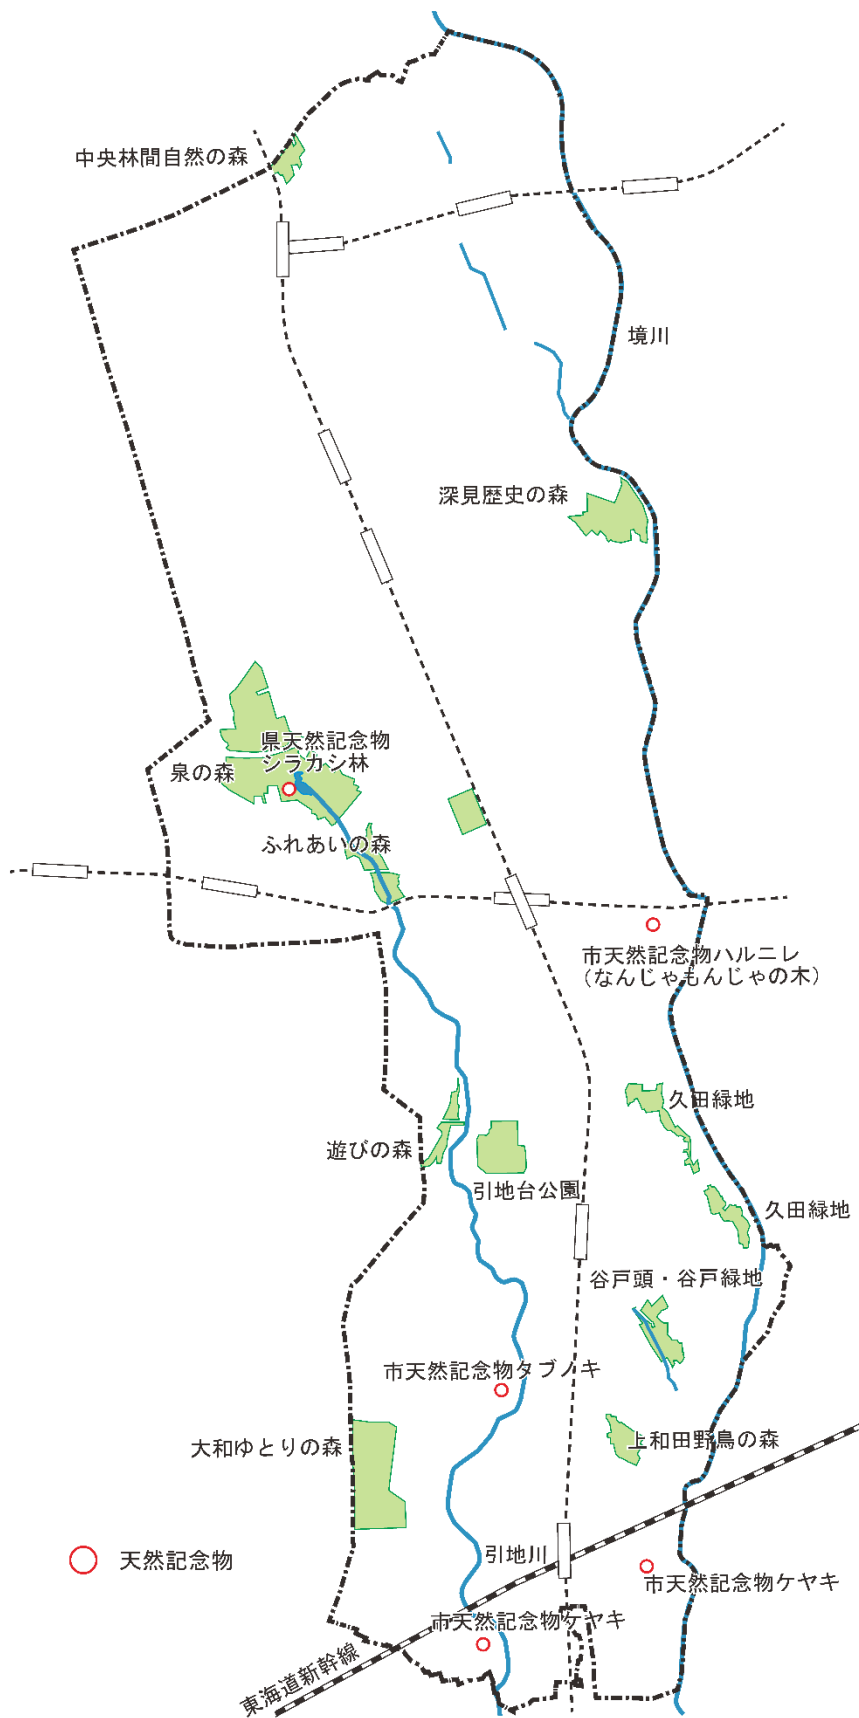 中央林間自然の森
境川
深見歴史の森
県天然記念物
シラカシ林
泉の森
ふれあいの森
市天然記念物ハルニレ
（なんじゃもんじゃの木）
久田緑地
遊びの森
引地台公園
久田緑地
谷戸頭・谷戸緑地
市天然記念物タブノキ
大和ゆとりの森
上和田野鳥の森
引地川
天然記念物
市天然記念物ケヤキ
市天然記念物ケヤキ
東海道新幹線